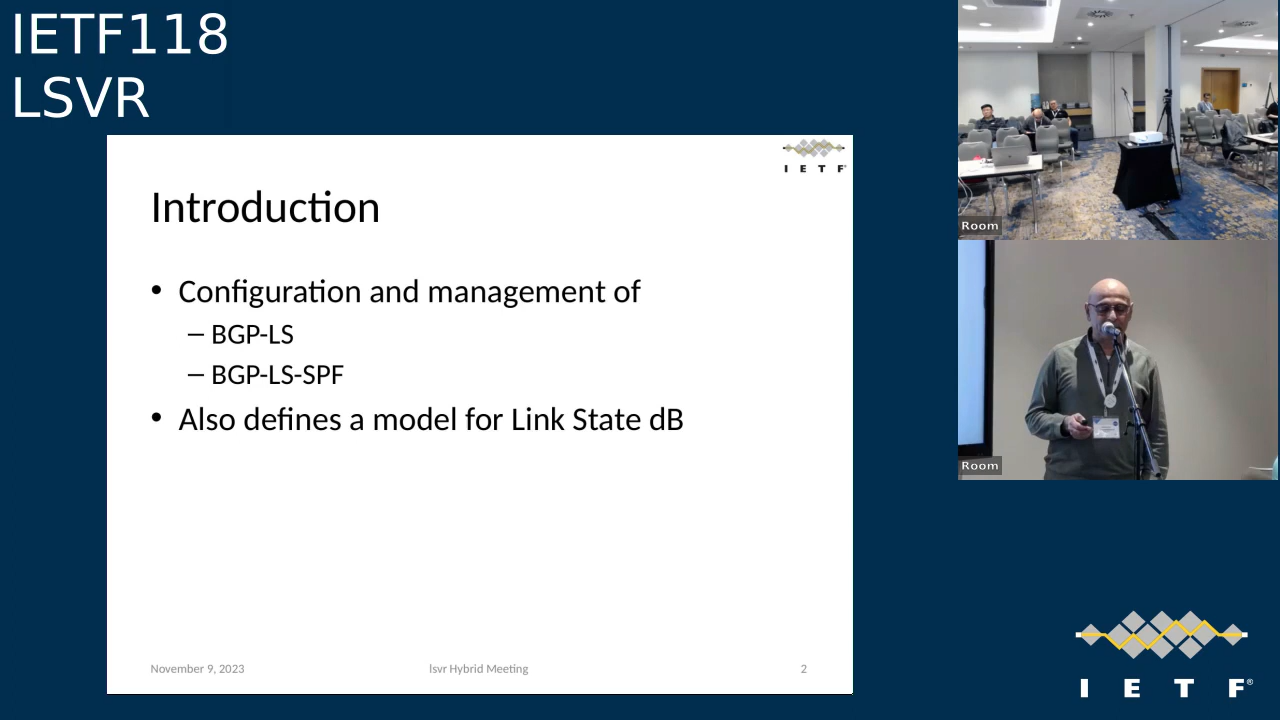 IETF118
LSVR
I E T F®
Introduction
• Configuration and management of
– BGP-LS
– BGP-LS-SPF
• Also defines a model for Link State dB
November 9, 2023
lsvr Hybrid Meeting
2
Room
Room
I E T F®